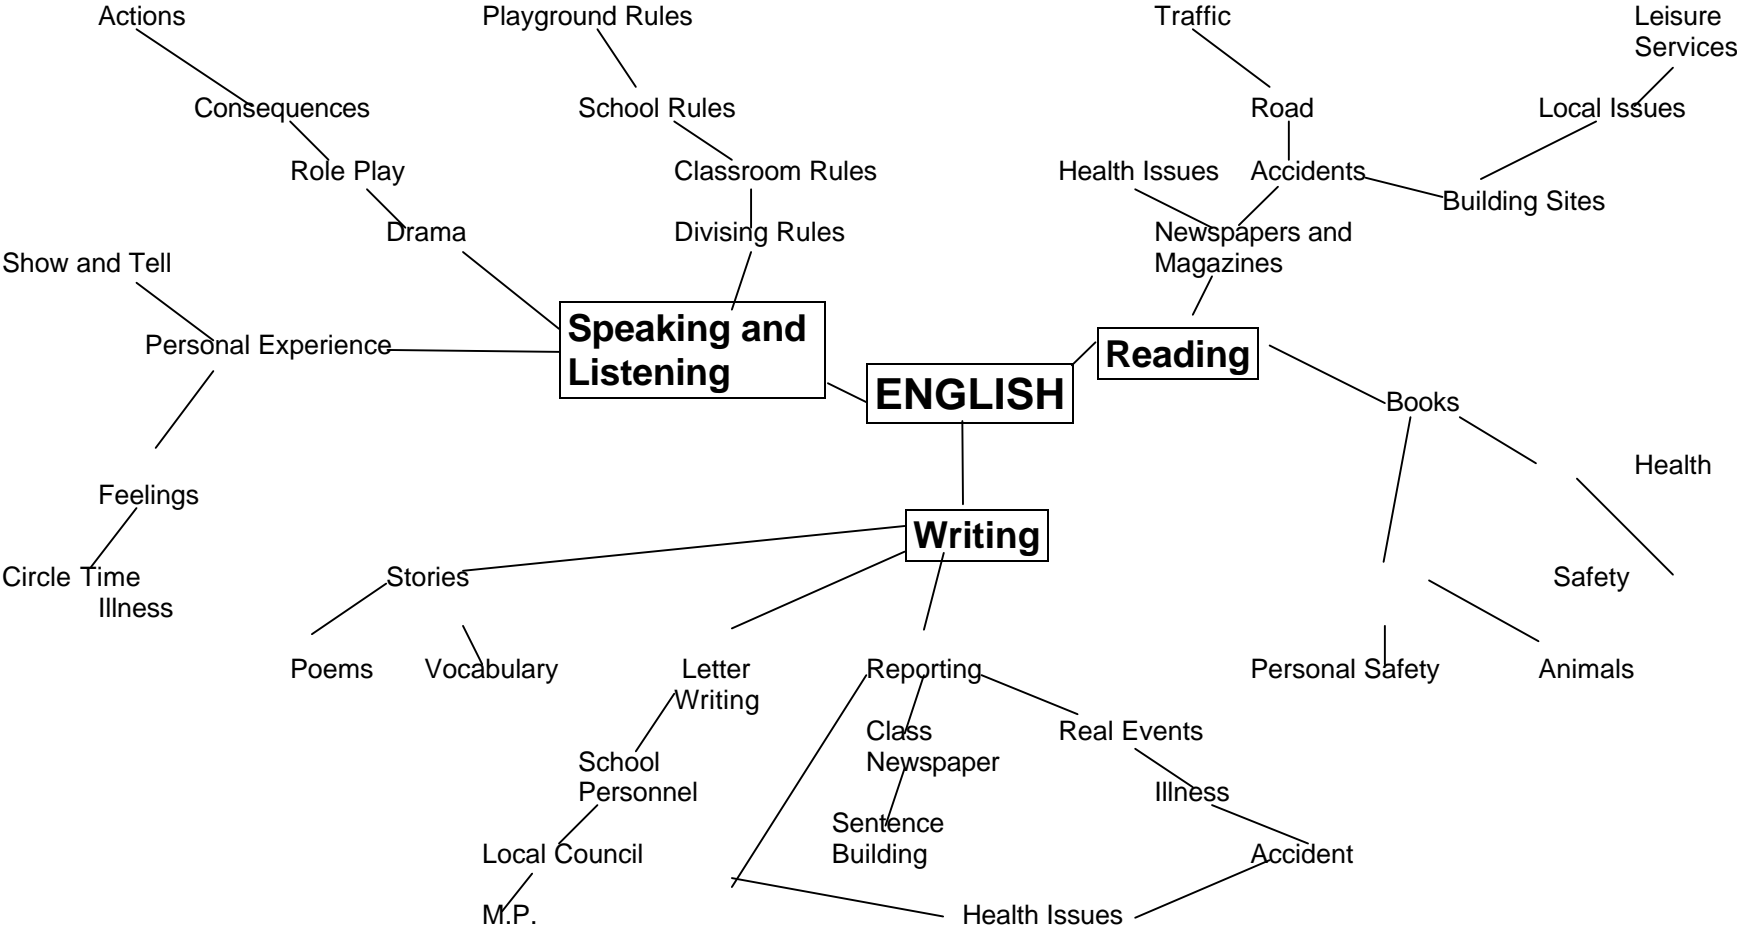 Actions
Playground Rules
Traffic
Leisure
Services
Consequences
School Rules
Road
Local Issues
Role Play
Classroom Rules
Health Issues
Accidents
Building Sites
Drama
Divising Rules
Newspapers and
Magazines
Show and Tell
Speaking and
Listening
Personal Experience
Reading
ENGLISH
Books
Health
Feelings
Writing
Circle Time
Illness
Stories
Safety
Poems
Vocabulary
Letter
Writing
Reporting
Personal Safety
Animals
Class
Newspaper
Real Events
School
Personnel
Illness
Sentence
Building
Local Council
Accident
M.P.
Health Issues